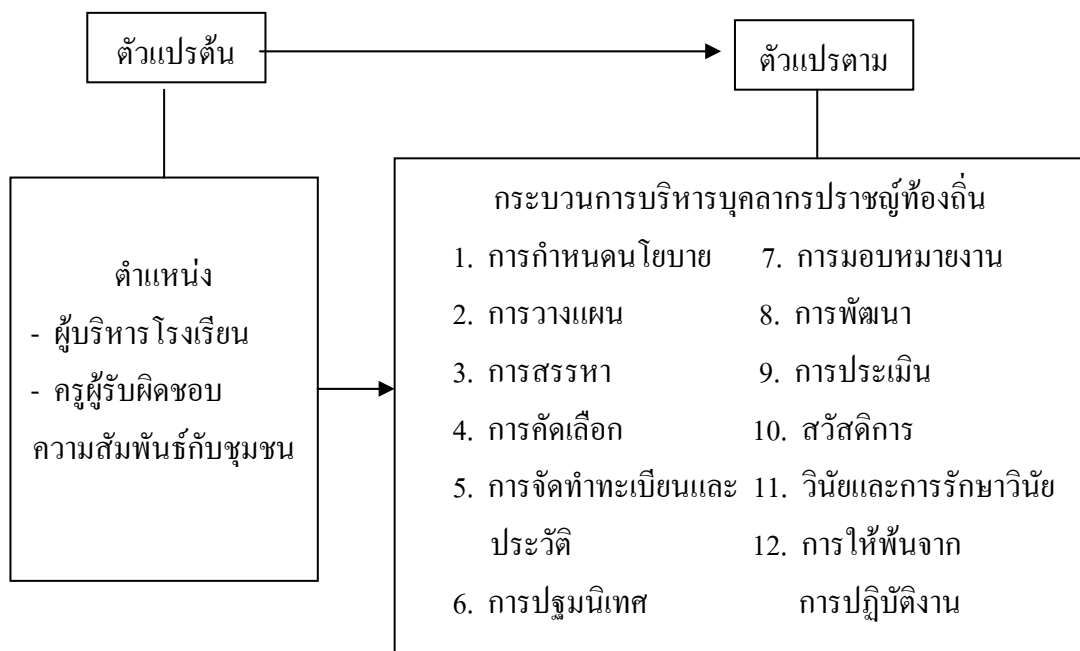 ตัวแปรต้น
ตัวแปรตาม
ตำแหน่ง
- ผู้บริหารโรงเรียน
- ครูผู้รับผิดชอบ
ความสัมพันธ์กับชุมชน
กระบวนการบริหารบุคลากรปราชญ์ท้องถิ่น
1. การกำหนดนโยบาย
2. การวางแผน
3. การสรรหา
4. การคัดเลือก
5. การจัดทำทะเบียนและ
ประวัติ
6. การปฐมนิเทศ
7. การมอบหมายงาน
8. การพัฒนา
9. การประเมิน
10. สวัสดิการ
11. วินัยและการรักษาวินัย
12. การให้พ้นจาก
การปฏิบัติงาน